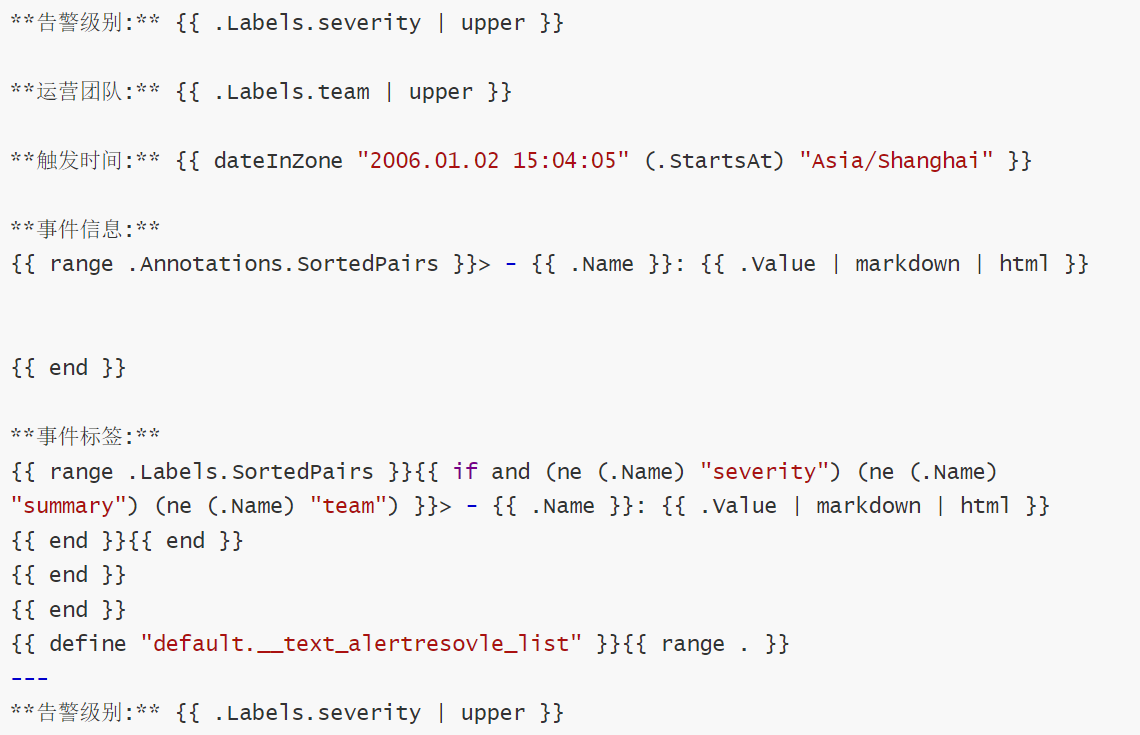 **告警级别:** {{ .Labels.severity | upper }}
**运营团队:** {{ .Labels.team | upper }}
**触发时间:** {{ dateInZone "2006.01.02 15:04:05" (.StartsAt) "Asia/Shanghai" }}
**事件信息:**
{{ range .Annotations.SortedPairs }}> - {{ .Name }}: {{ .Value | markdown | html }}
{{ end }}
**事件标签:**
{{ range .Labels.SortedPairs }}{{ if and (ne (.Name) "severity") (ne (.Name)
"summary") (ne (.Name) "team") }}> - {{ .Name }}: {{ .Value | markdown | html }}
{{ end }}{{ end }}
{{ end }}
{{ end }}
{{ define "default.__text_alertresovle_list" }}{{ range . }}
---
**告警级别:** {{ .Labels.severity | upper }}